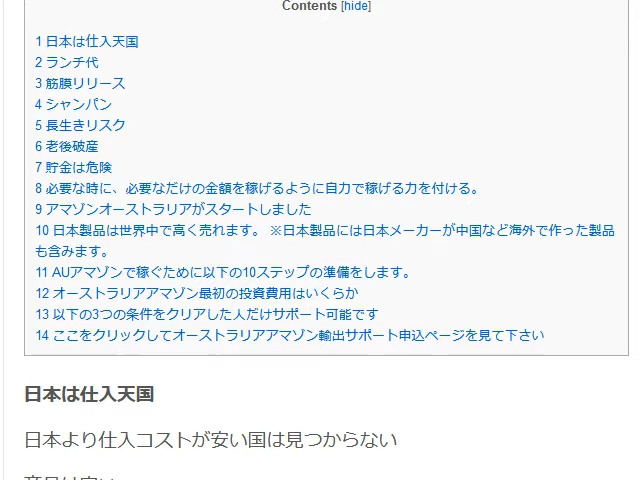 Contents [hide]
1 日本は仕入天国
2 ランチ代
3 筋膜リリース
4 シャンパン
5 長生きリスク
6 老後破産
7 貯金は危険
8 必要な時に、必要なだけの金額を稼げるように自力で稼げる力を付ける。
9 アマゾンオーストラリアがスタートしました
10 日本製品は世界中で高く売れます。 ※日本製品には日本メーカーが中国など海外で作った製品
も含みます。
11 AUアマゾンで稼ぐために以下の10ステップの準備をします。
12 オーストラリアアマゾン最初の投資費用はいくらか
13 以下の3つの条件をクリアした人だけサポート可能です
14 ここをクリックしてオーストラリアアマゾン輸出サポート申込ページを見て下さい
日本は仕入天国
日本より仕入コストが安い国は見つからない